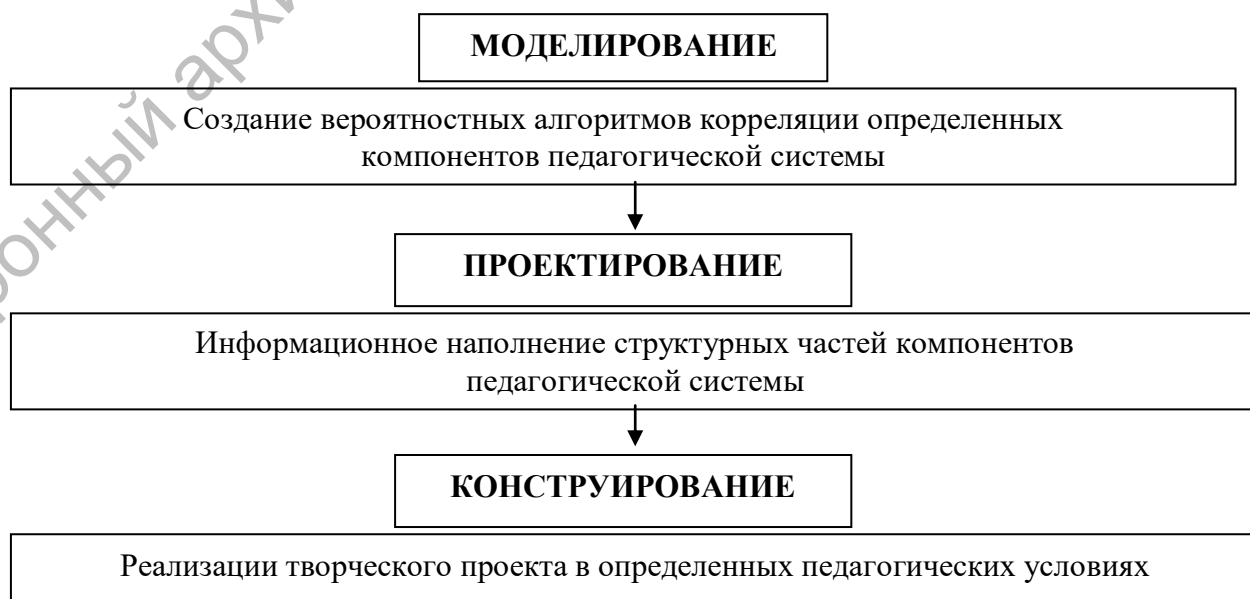 МОДЕЛИРОВАНИЕ
Создание вероятностных алгоритмов корреляции определенных
компонентов педагогической системы
ПРОЕКТИРОВАНИЕ
Информационное наполнение структурных частей компонентов
педагогической системы
КОНСТРУИРОВАНИЕ
Реализации творческого проекта в определенных педагогических условиях